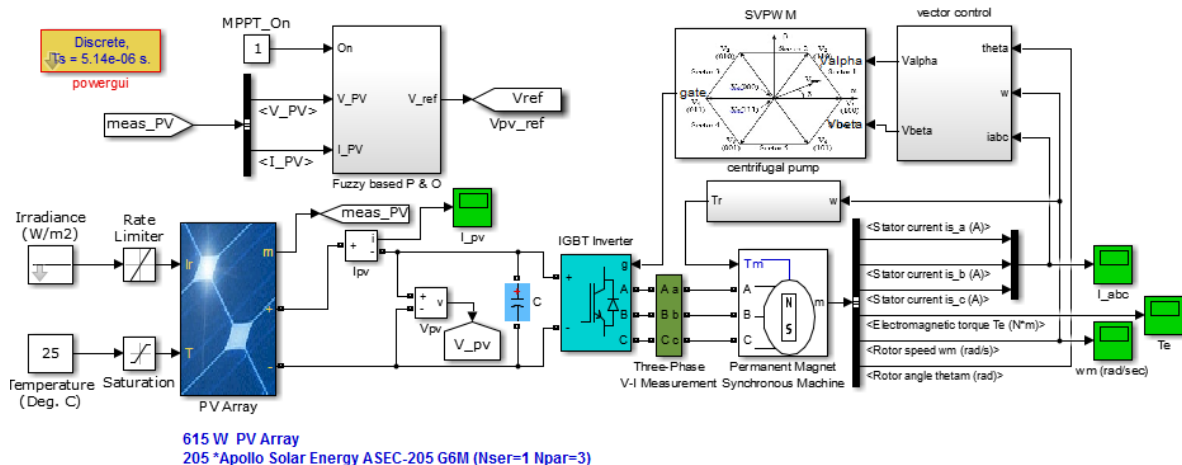 MPPT_On
1
Discrete,
Ts = 5.14e-06 s.
powergui
meas_PV
<V_PV>
<I_PV>
On
V_PV
I_PV
V_ref
Fuzzy based P & O
Vref
Vpv_ref
SVPWM
gate
Valpha
Vbeta
Sector 5
centrifugal pump
vector control
Valpha
Vbeta
theta
w
iabc
Irradiance
(W/m2)
Rate
Limiter
25
Temperature
(Deg. C)
Saturation
Ir
T
m
+
-
PV Array
meas_PV
+
-
i
Ipv
I_pv
+
-
v
Vpv
V_pv
+
C
IGBT Inverter
g
+
-
A
B
C
A a
B b
C c
Three-Phase
V-I Measurement
Tr
w
Tm
A
B
C
N
S
m
Permanent Magnet
Synchronous Machine
<Stator current is_a (A)>
<Stator current is_b (A)>
<Stator current is_c (A)>
<Electromagnetic torque Te (N*m)>
<Rotor speed wm (rad/s)>
<Rotor angle thetam (rad)>
I_abc
Te
wm (rad/sec)
615 W PV Array
205 *Apollo Solar Energy ASEC-205 G6M (Nser=1 Npar=3)